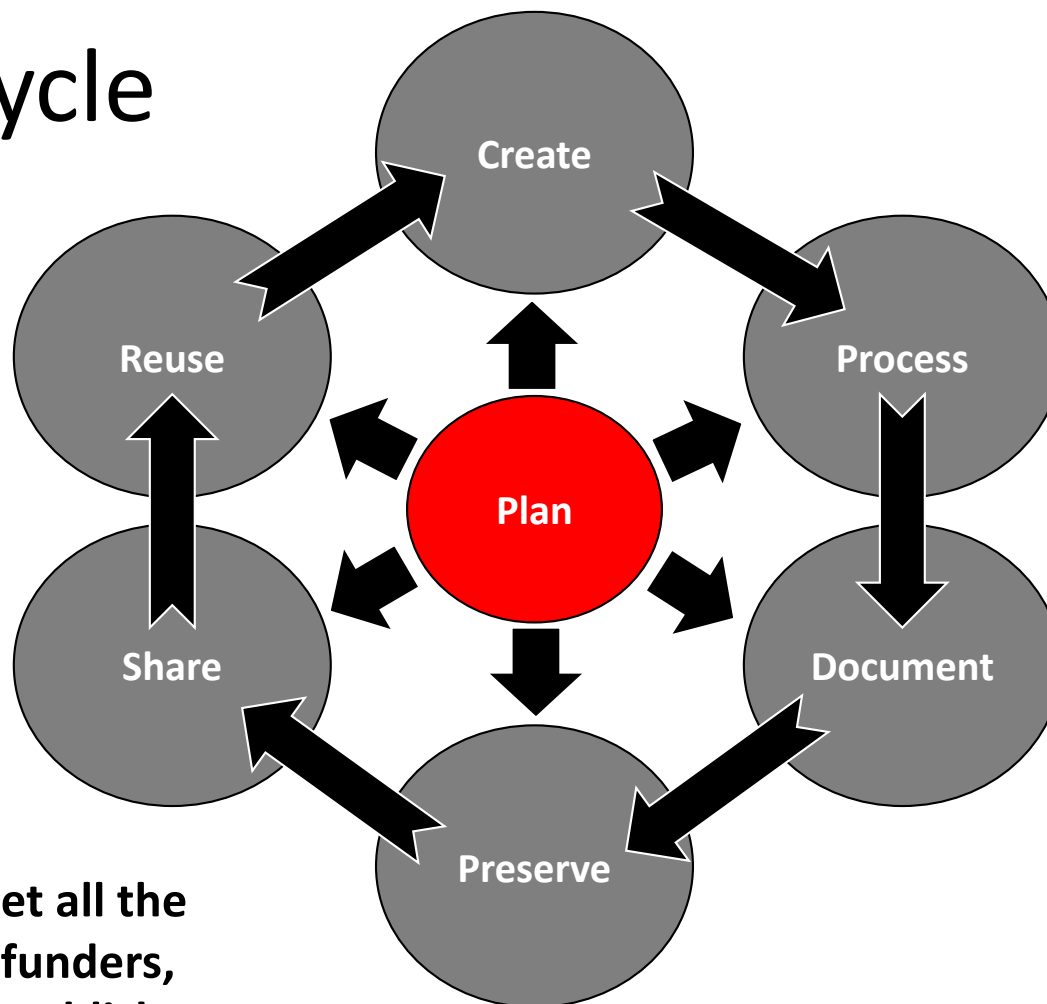 ycle
Create
Reuse
Process
Plan
Share
Document
Preserve
et all the
funders,